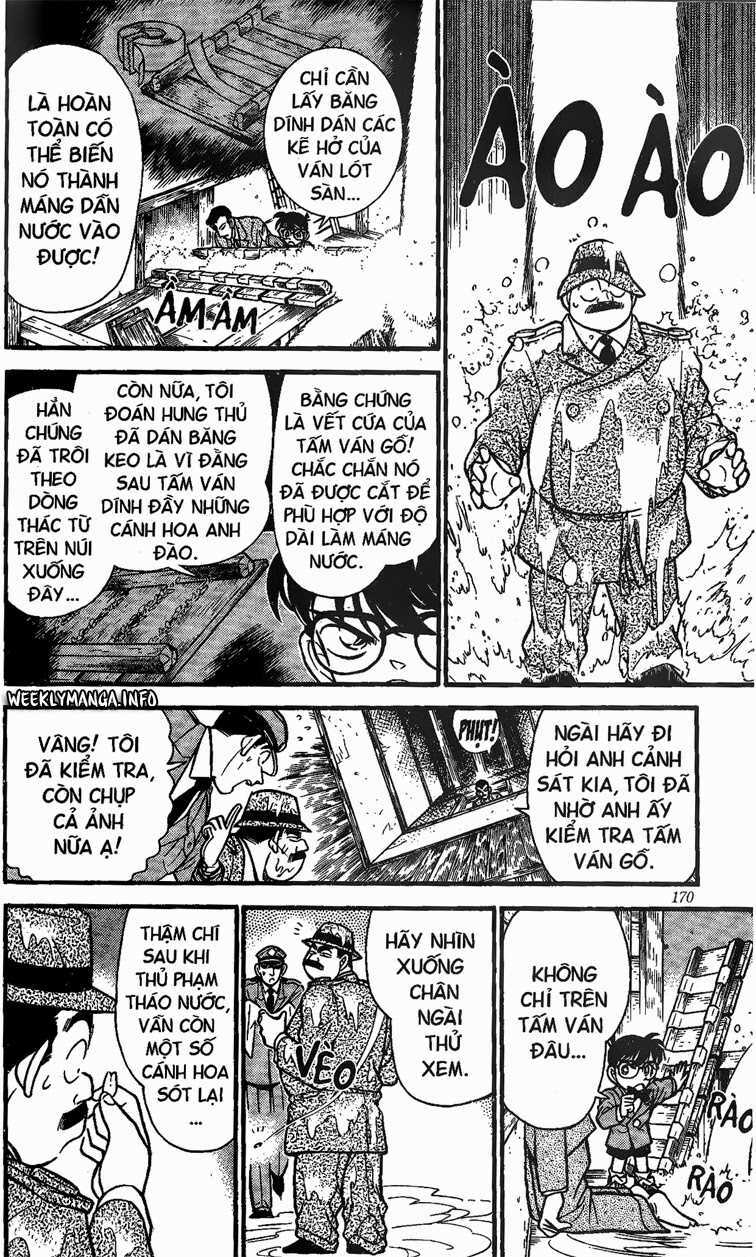 ÀO ÀO
CHỈ CẦN
LẤY BĂNG
DÍNH DÁN CÁC
KẼ HỞ CỦA
VÁN LÓT
SÀN...
LÀ HOÀN
TOÀN CÓ
THỂ BIẾN
NÓ THÀNH
MÁNG DẪN
NƯỚC VÀO
ĐƯỢC!
ẦM ẦM
BẰNG CHỨNG
LÀ VẾT CỨA CỦA
TẤM VÁN GỖ!
CHẮC CHẮN NÓ
ĐÃ ĐƯỢC CẮT ĐỂ
PHÙ HỢP VỚI ĐỘ
DÀI LÀM MÁNG
NƯỚC.
CÒN NỮA, TÔI
ĐOÁN HUNG THỦ
ĐÃ DÁN BĂNG
KEO LÀ VÌ ĐẰNG
SAU TẤM VÁN
DÍNH ĐẦY NHỮNG
CÁNH HOA ANH
ĐÀO.
HẲN
CHÚNG
ĐÃ TRÔI
THEO
DÒNG
THÁC TỪ
TRÊN NÚI
XUỐNG
ĐÂY...
WEEKLYMANGA.INFO
NGÀI HÃY ĐI
HỎI ANH CẢNH
SÁT KIA, TÔI ĐÃ
NHỜ ANH ẤY
KIỂM TRA TẤM
VÁN GỖ.
PHỤT!
VÂNG! TÔI
ĐÃ KIỂM TRA,
CÒN CHỤP
CẢ ẢNH
NỮA Ạ!
170
KHÔNG
CHỈ TRÊN
TẤM VÁN
ĐÂU...
RÀO
RÀO
HÃY NHÌN
XUỐNG
CHÂN
NGÀI
THỬ
XEM.
VÈO
THẬM CHÍ
SAU KHI
THỦ PHẠM
THÁO NƯỚC,
VẪN CÒN
MỘT SỐ
CÁNH HOA
SÓT LẠI
...